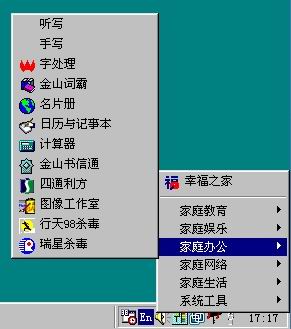 听写
手写
字处理
金山词霸
名片册
日历与记事本
计算器
金山书信通
四通利方
图像工作室
行天98杀毒
瑞星杀毒
幸福之家
家庭教育
家庭娱乐
家庭办公
家庭网络
家庭生活
系统工具
En
17:17